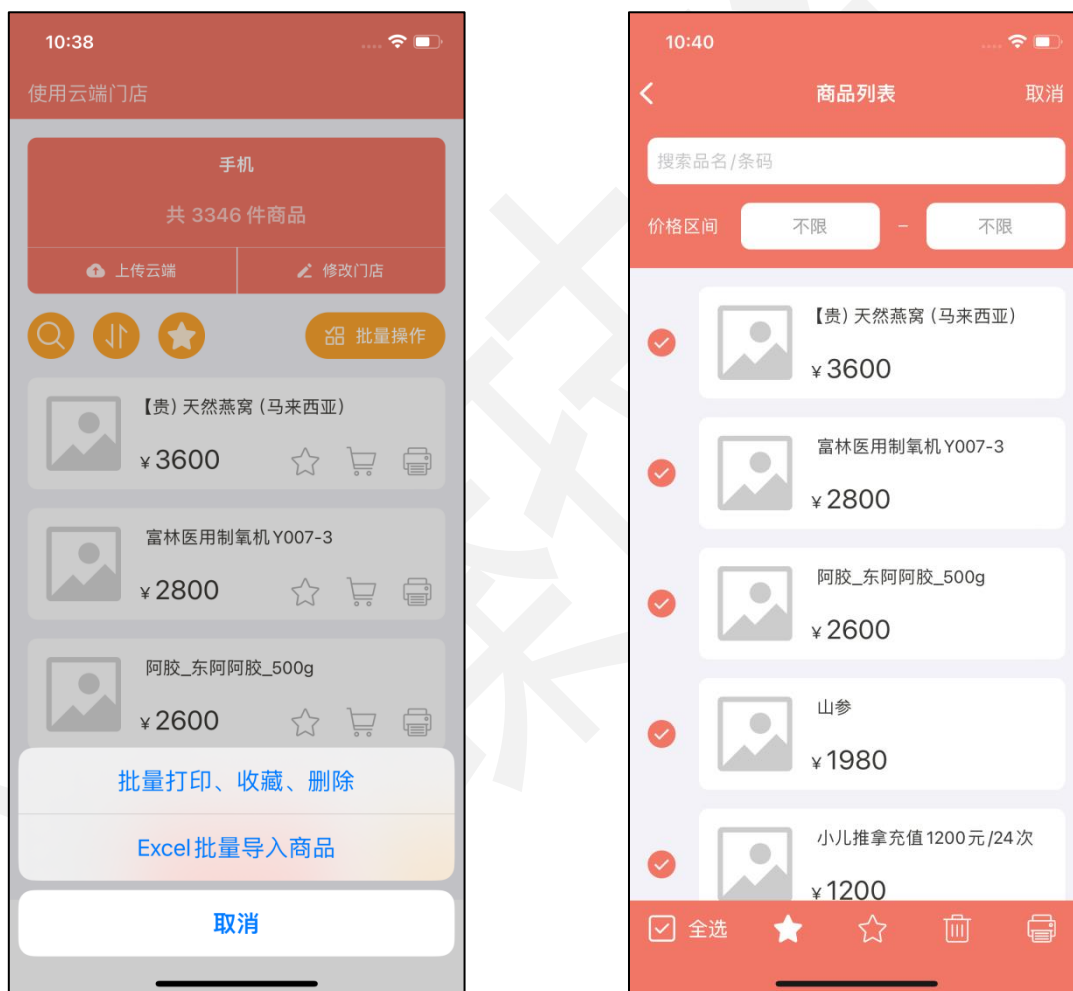 10:38
使用云端门店
手机
共 3346 件商品
上传云端
修改门店
批量操作
【贵) 天然燕窝 (马来西亚)
¥ 3600
富林医用制氧机 Y007-3
¥ 2800
阿胶_东阿阿胶_500g
¥ 2600
批量打印、收藏、删除
Excel批量导入商品
取消
10:40
商品列表
取消
搜索品名/条码
价格区间 不限 – 不限
【贵) 天然燕窝 (马来西亚)
¥ 3600
富林医用制氧机 Y007-3
¥ 2800
阿胶_东阿阿胶_500g
¥ 2600
山参
¥ 1980
小儿推拿充值 1200 元 /24 次
¥ 1200
全选